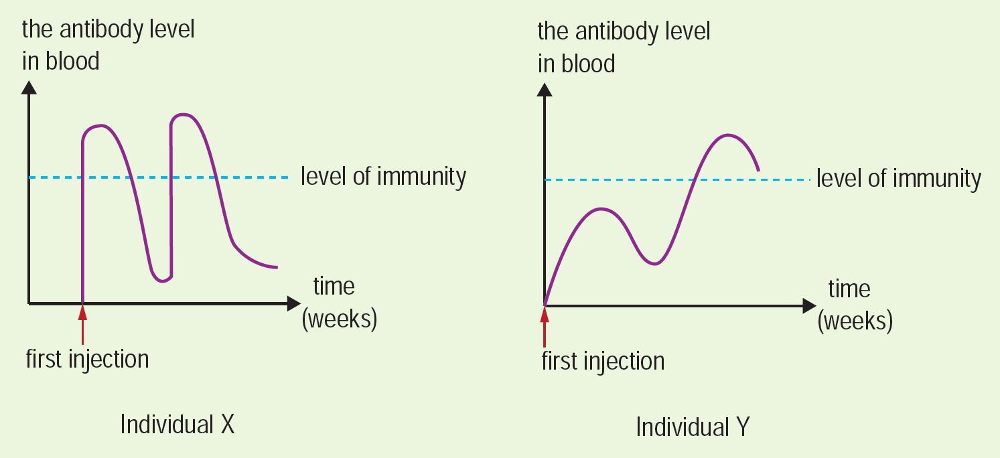 the antibody level
in blood
level of immunity
time
(weeks)
first injection
Individual X
the antibody level
in blood
level of immunity
time
(weeks)
first injection
Individual Y